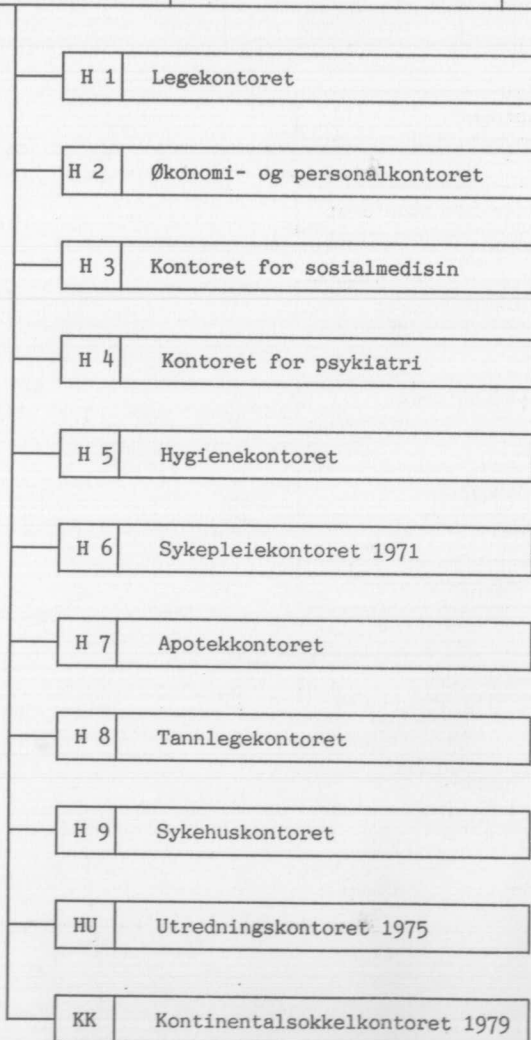 H 1 Legekontoret
H 2 Økonomi- og personalkontoret
H 3 Kontoret for sosialmedisin
H 4 Kontoret for psykiatri
H 5 Hygienekontoret
H 6 Sykepleiekontoret 1971
H 7 Apotekkontoret
H 8 Tannlegekontoret
H 9 Sykehuskontoret
HU Utredningskontoret 1975
KK Kontinentalsokkelkontoret 1979